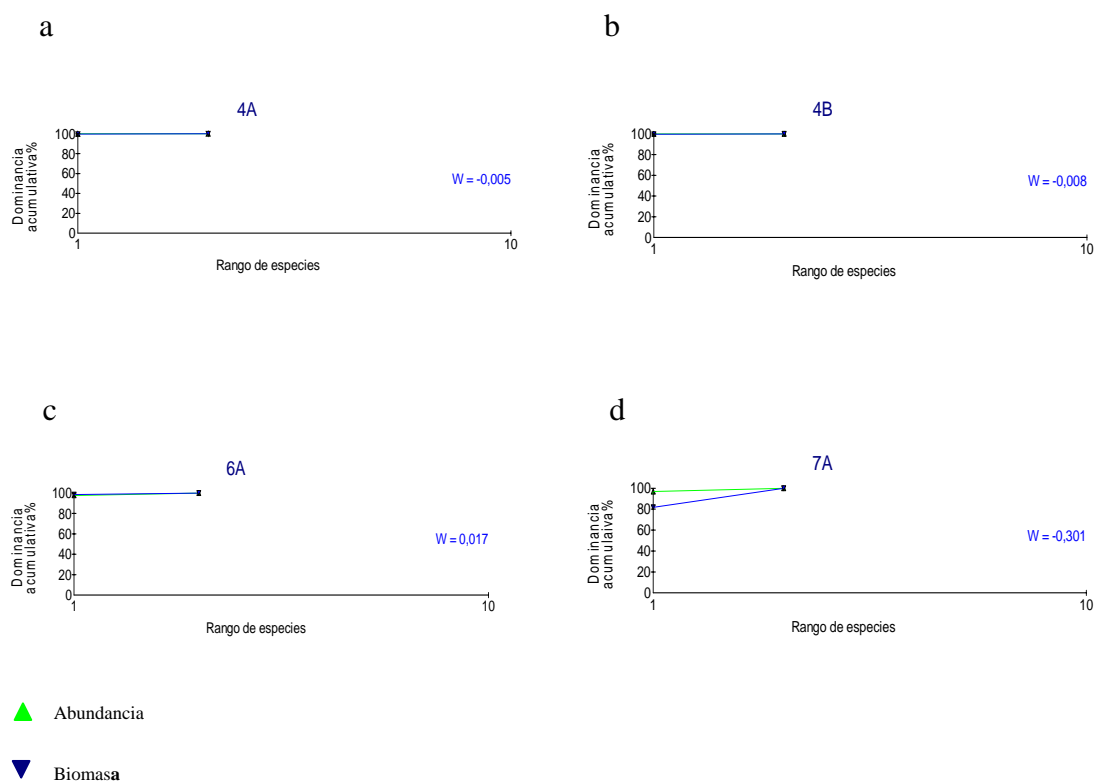 a
4A
Dominancia
acumulativa%
100
80
60
40
20
0
1
10
W = -0,005
Rango de especies
b
4B
Dominancia
acumulativa%
100
80
60
40
20
0
1
10
W = -0,008
Rango de especies
c
6A
Dominancia
acumulativa%
100
80
60
40
20
0
1
10
W = 0,017
Rango de especies
d
7A
Dominancia
acumulativa%
100
80
60
40
20
0
1
10
W = -0,301
Rango de especies
Abundancia
Biomasa